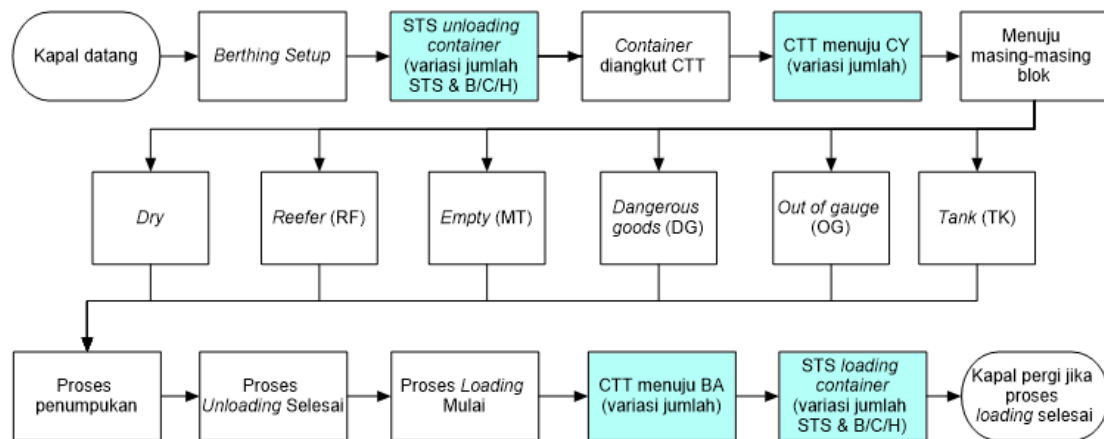 Kapal datang
Berthing Setup
STS unloading
container
(variasi jumlah
STS & B/C/H)
Container
diangkut CTT
CTT menuju CY
(variasi jumlah)
Menuju
masing-masing
blok
Dry
Reefer (RF)
Empty (MT)
Dangerous
goods (DG)
Out of gauge
(OG)
Tank (TK)
Proses
penumpukan
Proses
Unloading Selesai
Proses Loading
Mulai
CTT menuju BA
(variasi jumlah)
STS loading
container
(variasi jumlah
STS & B/C/H)
Kapal pergi jika
proses
loading selesai